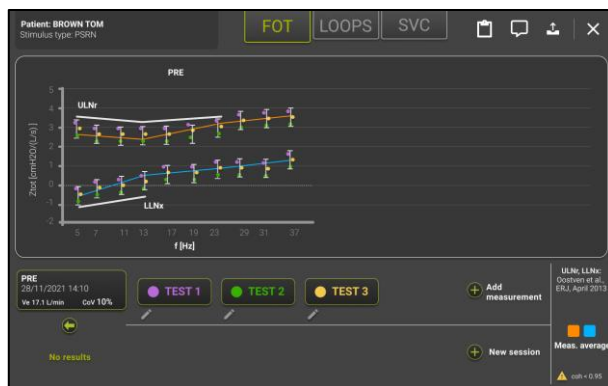 Patient: BROWN TOM
Stimulus type: PSRN
FOT
LOOPS
SVC
PRE
ULNr
5
4
3
2
1
0
-1
-2
Ztot [cmH2O/(L/s)]
LLNx
5 7 11 13 17 19 23 29 31 37
f [Hz]
PRE
28/11/2021 14:10
Ve 17.1 L/min CoV 10%
No results
TEST 1
TEST 2
TEST 3
Add
measurement
New session
ULNr, LLNx:
Oostven et al.,
ERJ, April 2013
Meas. average
coh < 0.95